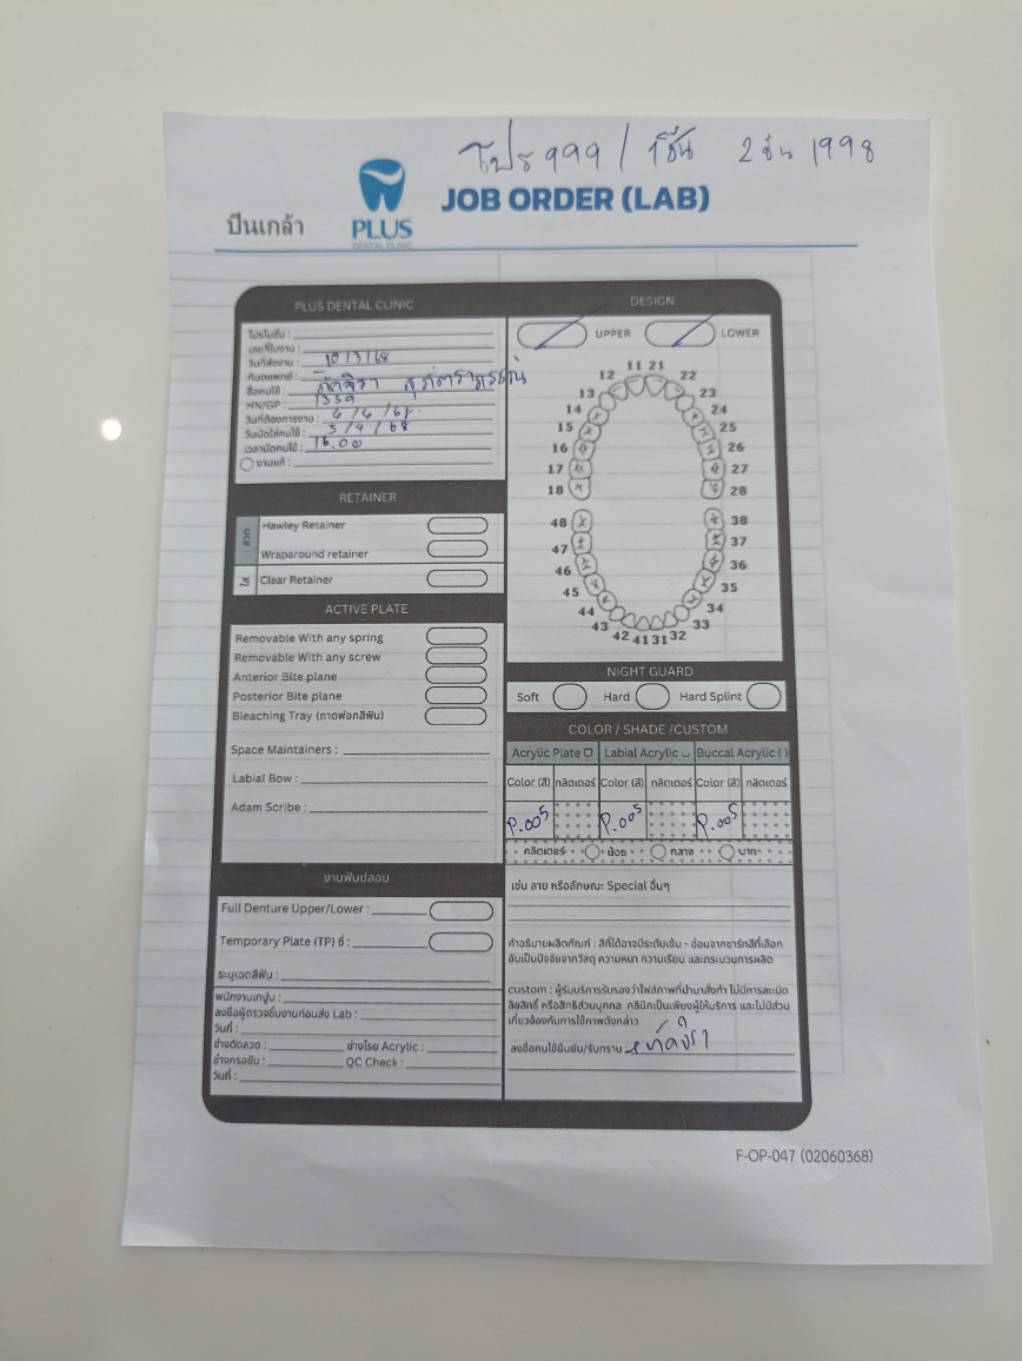 โปร ๑๑๑ / 1ชิ้น 2 ชิ้น 1998
ปิ่นเกล้า
PLUS
DENTAL CLINIC
JOB ORDER (LAB)
PLUS DENTAL CLINIC
โปรโมชั่น :
เลขที่ใบงาน :
วันที่ส่งงาน : 10/3/68
ทันตแพทย์ :
ชื่อคนไข้ :
HN/GP : 1339
วันที่ต้องการงาน : 4/4/68
วันนัดใส่คนไข้ : 5/4/68
เวลานัดคนไข้ : 16.00
งานแก้ :
RETAINER
Hawley Retainer
Wraparound retainer
ใส
Clear Retainer
ACTIVE PLATE
Removable With any spring
Removable With any screw
Anterior Bite plane
Posterior Bite plane
Bleaching Tray (ถาดฟอกสีฟัน)
Space Maintainers :
Labial Bow :
Adam Scribe :
งานฟันปลอม
Full Denture Upper/Lower :
Temporary Plate (TP) ซี่ :
ระบุเฉดสีฟัน :
พนักงานเทปูน :
ลงชื่อผู้ตรวจชิ้นงานก่อนส่ง Lab :
วันที่ :
ช่างดัดลวด : ช่างโรย Acrylic :
ช่างกรอขัด : QC Check :
วันที่ :
DESIGN
UPPER LOWER
11 21
12 22
13 23
14 24
15 25
16 26
17 27
18 28
48 38
47 37
46 36
45 35
44 34
43 33
42 41 31 32
NIGHT GUARD
Soft Hard Hard Splint
COLOR / SHADE /CUSTOM
Acrylic Plate Labial Acrylic Buccal Acrylic ( )
Color (สี) กลิตเตอร์ Color (สี) กลิตเตอร์ Color (สี) กลิตเตอร์
P.005 P.005 P.005
กลิตเตอร์ น้อย กลาง มาก
เช่น ลาย หรือลักษณะ Special อื่นๆ
คำอธิบายผลิตภัณฑ์ : สีที่ได้อาจมีระดับเข้ม - อ่อนจากชาร์ทสีที่เลือก
อันเป็นปัจจัยจากวัสดุ ความหนา ความเรียบ และกระบวนการผลิต
custom : ผู้รับบริการรับรองว่าไฟล์ภาพที่นำมาสั่งทำ ไม่มีการละเมิด
ลิขสิทธิ์ หรือสิทธิส่วนบุคคล คลินิกเป็นเพียงผู้ให้บริการ และไม่มีส่วน
เกี่ยวข้องกับการใช้ภาพดังกล่าว
ลงชื่อคนไข้ยืนยัน/รับทราบ :
F-OP-047 (02060368)